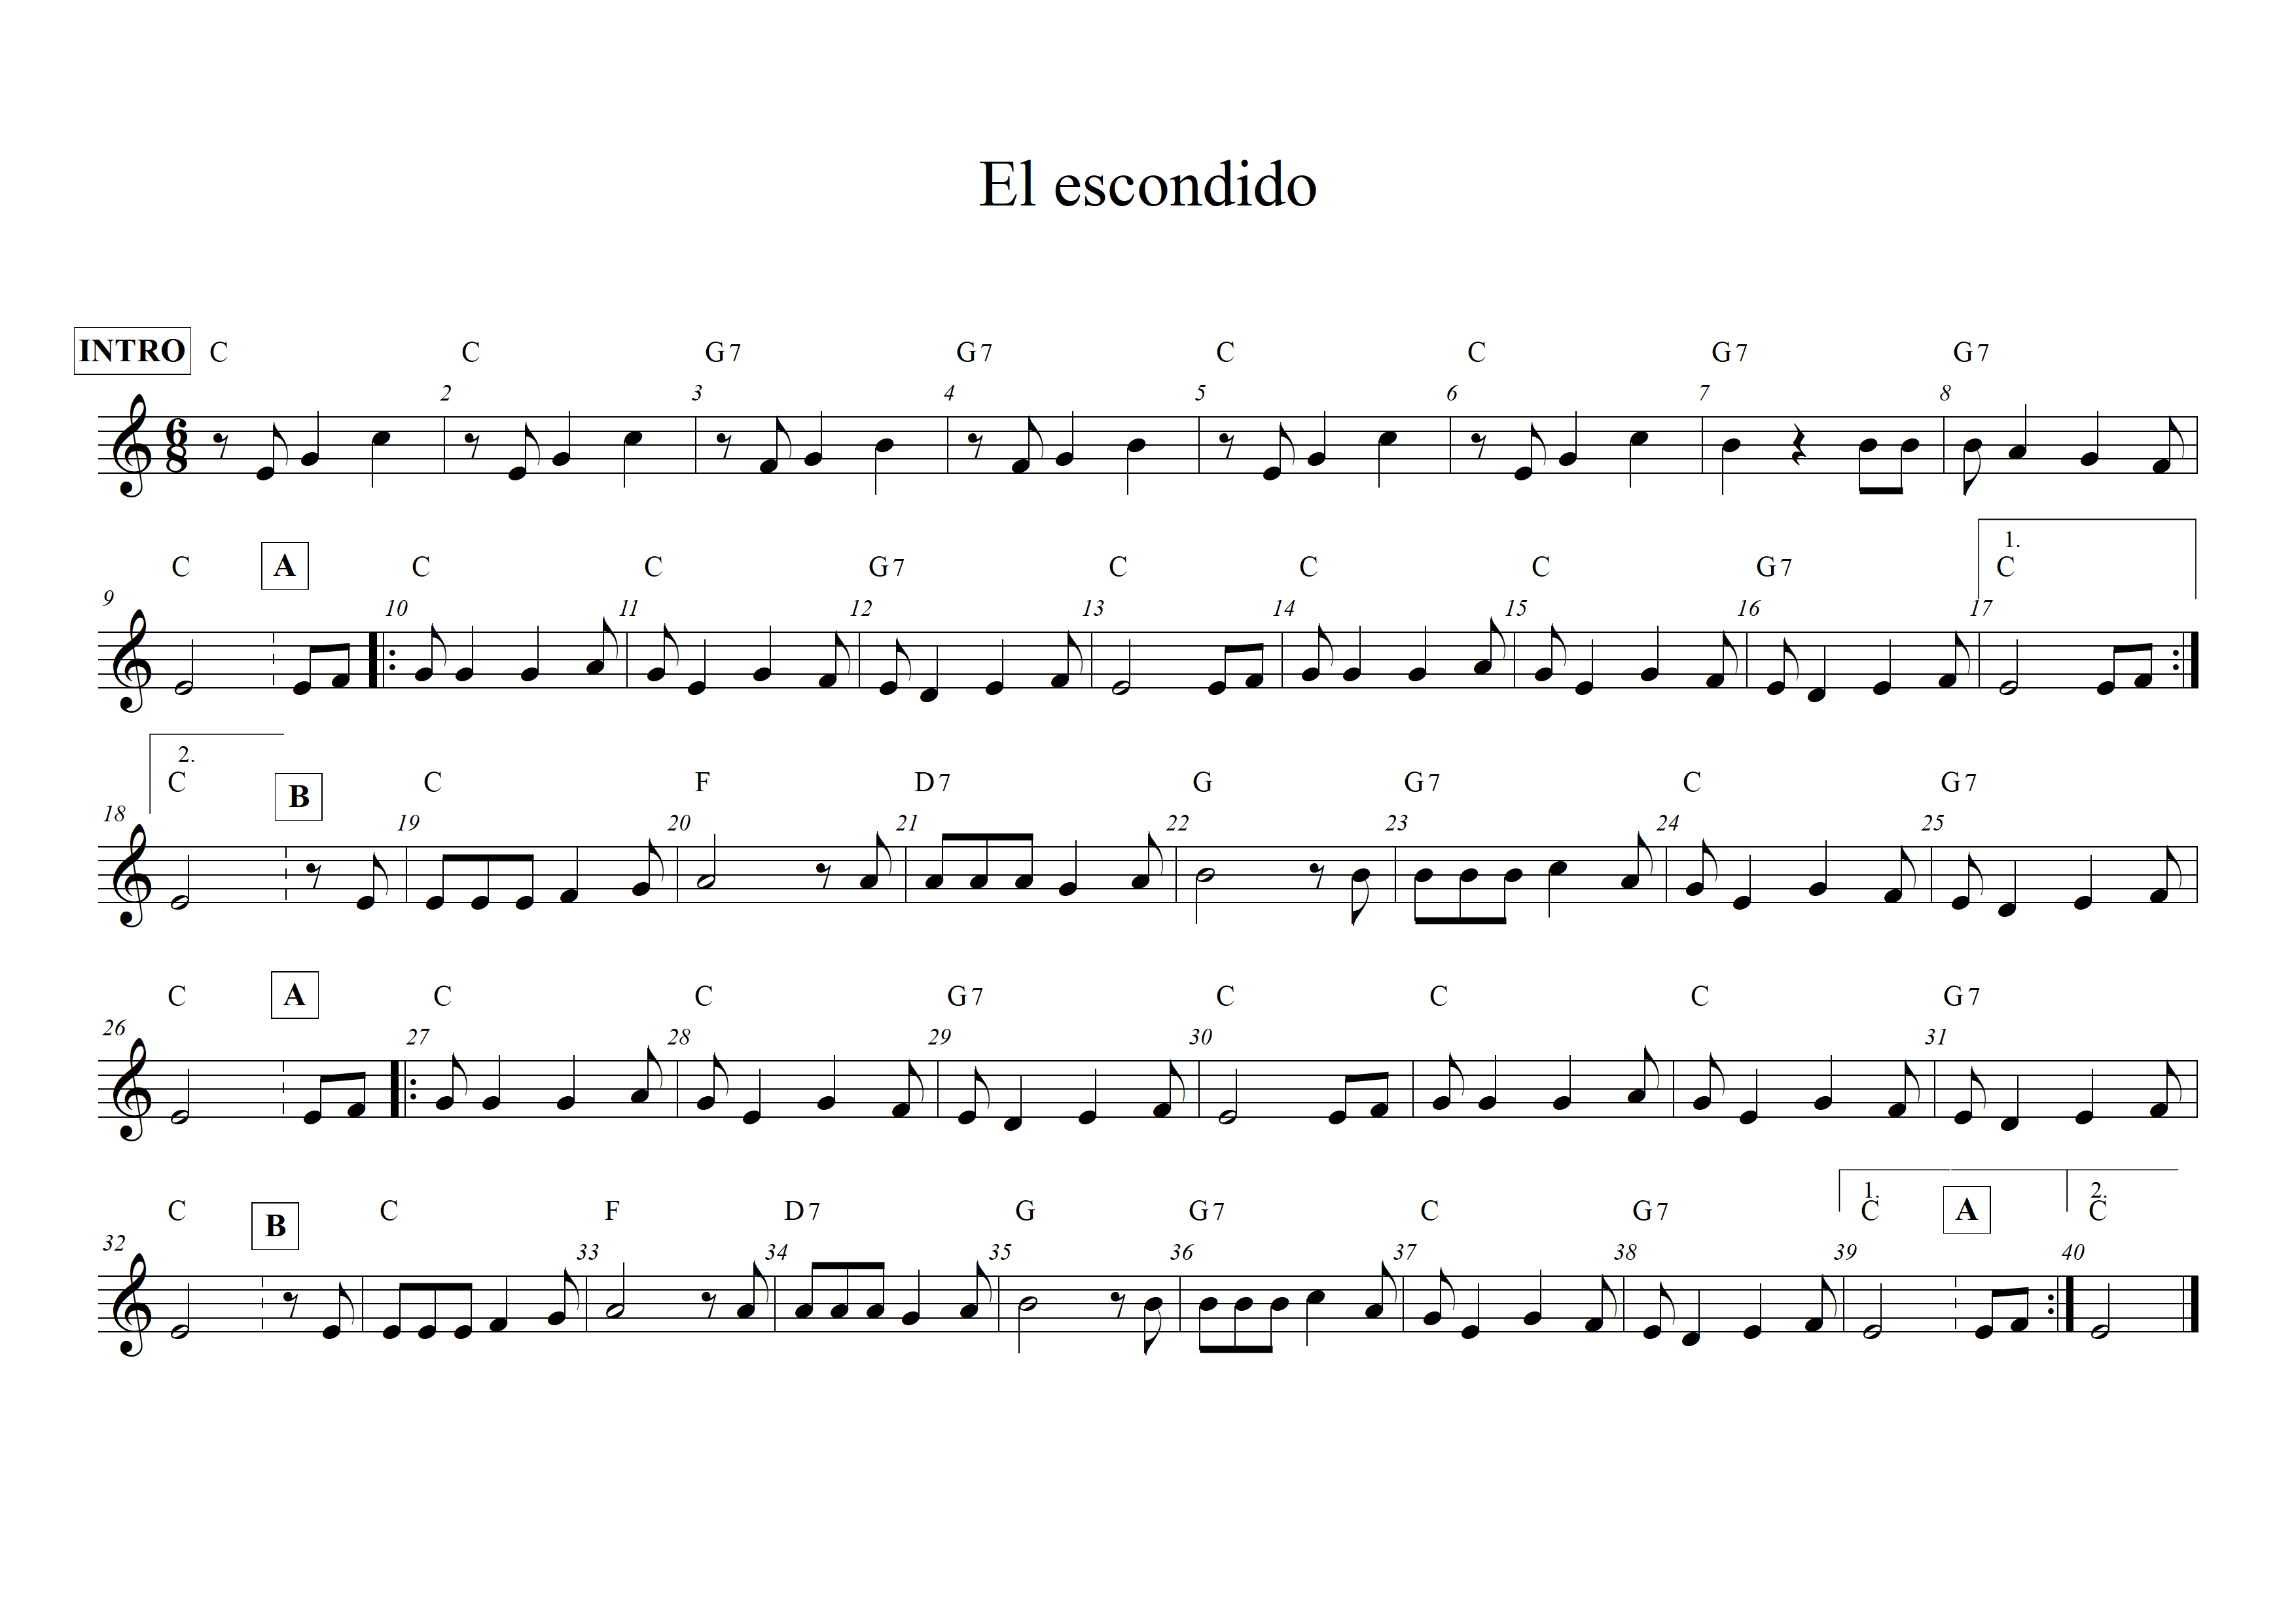 El escondido
INTRO C C G7 G7 C C G7 G7
2 3 4 5 6 7 8
6
8
1.
C A C C G7 C C C G7 C
9 10 11 12 13 14 15 16 17
2.
C B C F D7 G G7 C G7
18 19 20 21 22 23 24 25
C A C C G7 C C C G7
26 27 28 29 30 31
1. 2.
C B C F D7 G G7 C G7 C A C
32 33 34 35 36 37 38 39 40